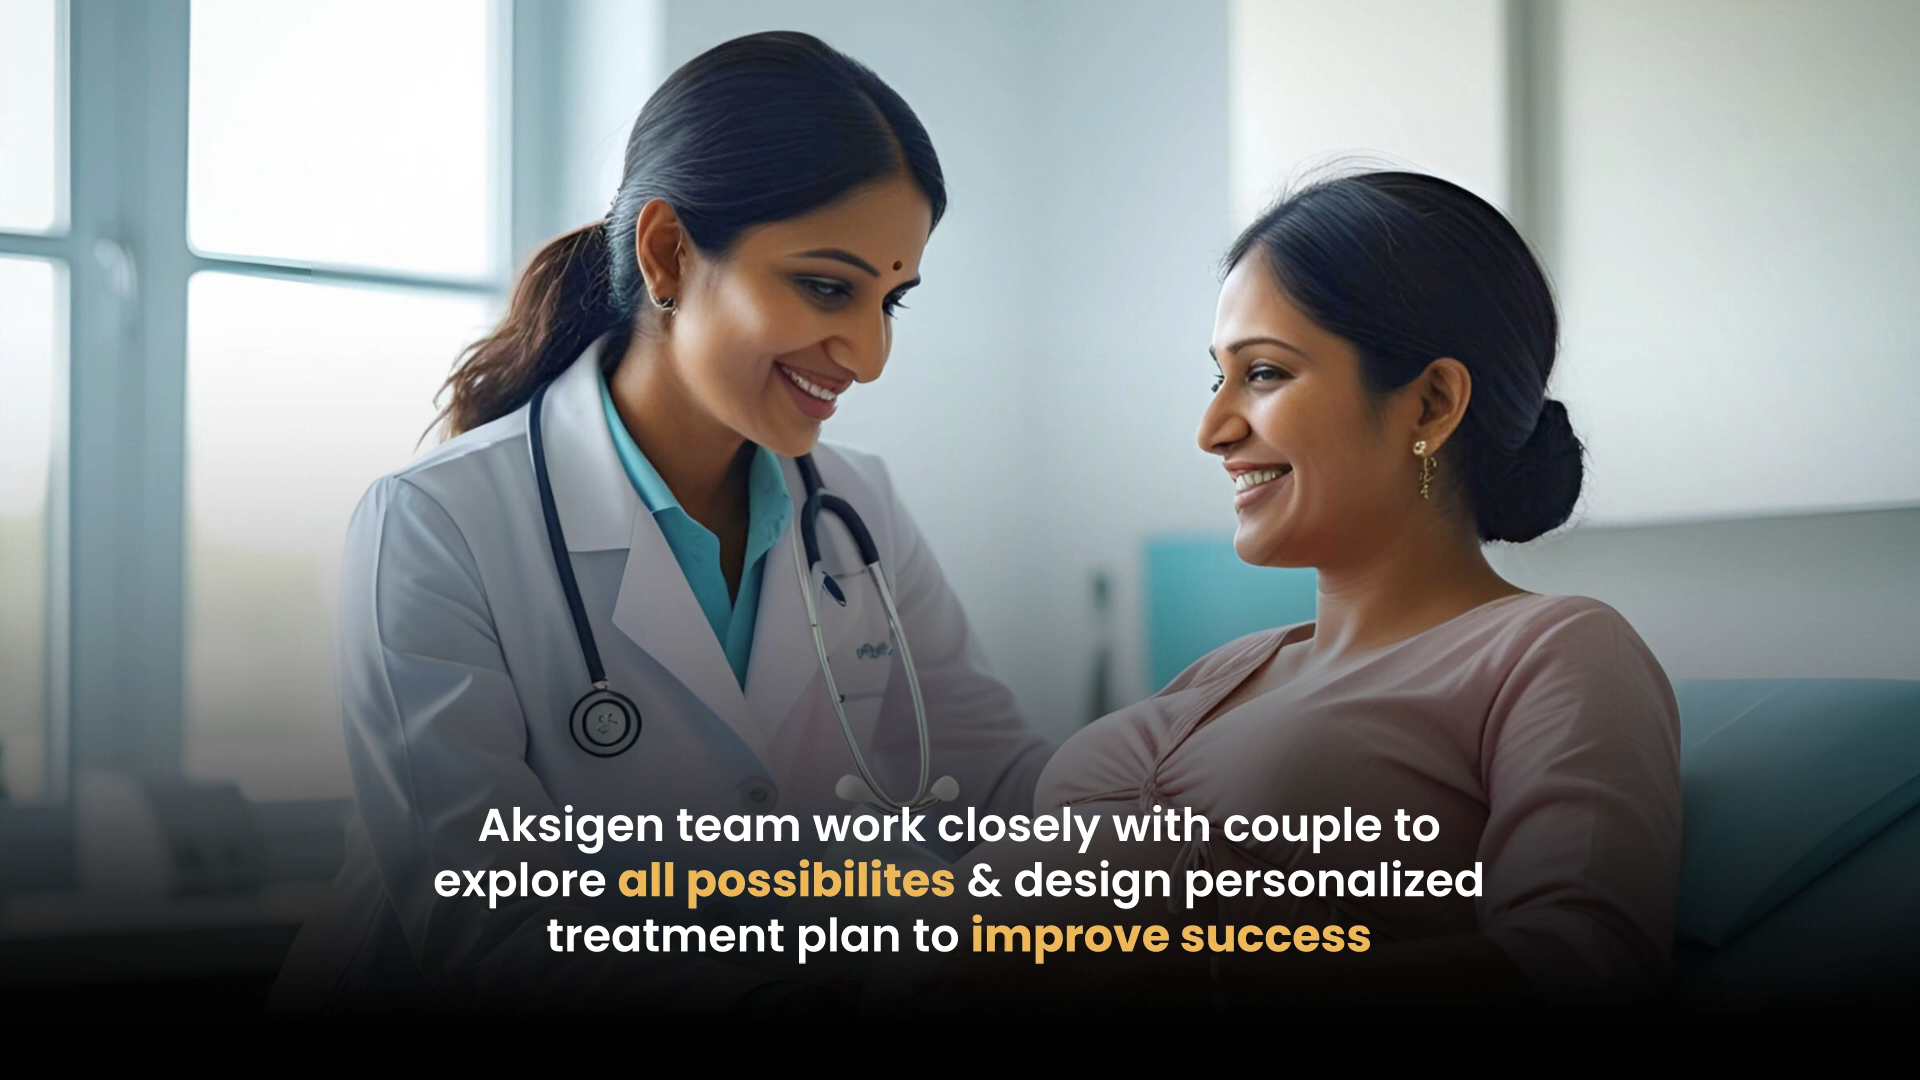 Aksigen team work closely with couple to
explore all possibilites & design personalized
treatment plan to improve success